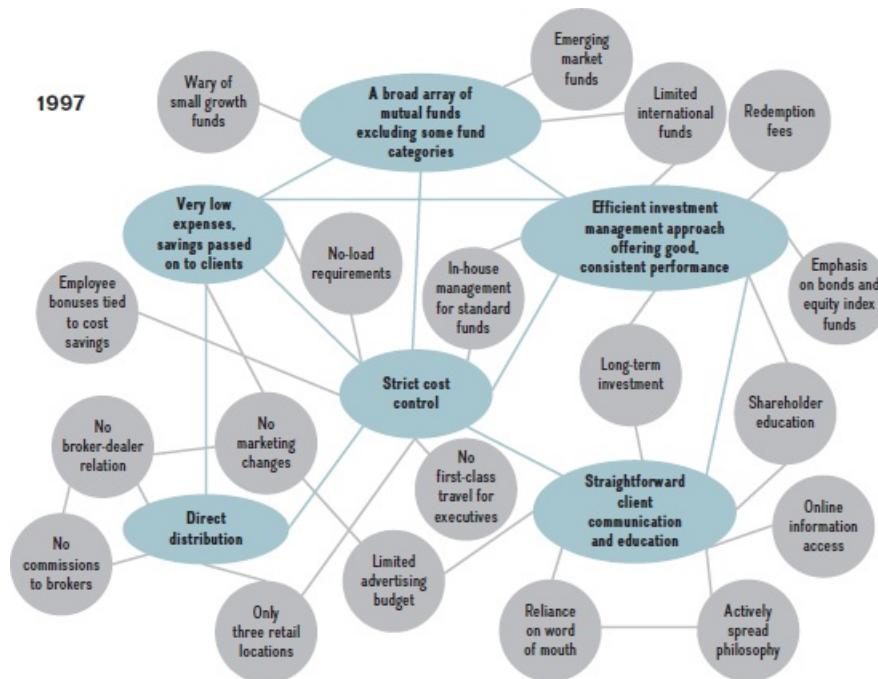 1997
Wary of
small growth
funds
A broad array of
mutual funds
excluding some fund
categories
Emerging
market
funds
Limited
international
funds
Redemption
fees
Very low
expenses,
savings passed
on to clients
No-load
requirements
Efficient investment
management approach
offering good,
consistent performance
In-house
management
for standard
funds
Emphasis
on bonds and
equity index
funds
Employee
bonuses tied
to cost
savings
Strict cost
control
Long-term
investment
Shareholder
education
No
broker-dealer
relation
No
marketing
changes
No
first-class
travel for
executives
Straightforward
client
communication
and education
Online
information
access
Direct
distribution
No
commissions
to brokers
Limited
advertising
budget
Only
three retail
locations
Reliance
on word
of mouth
Actively
spread
philosophy